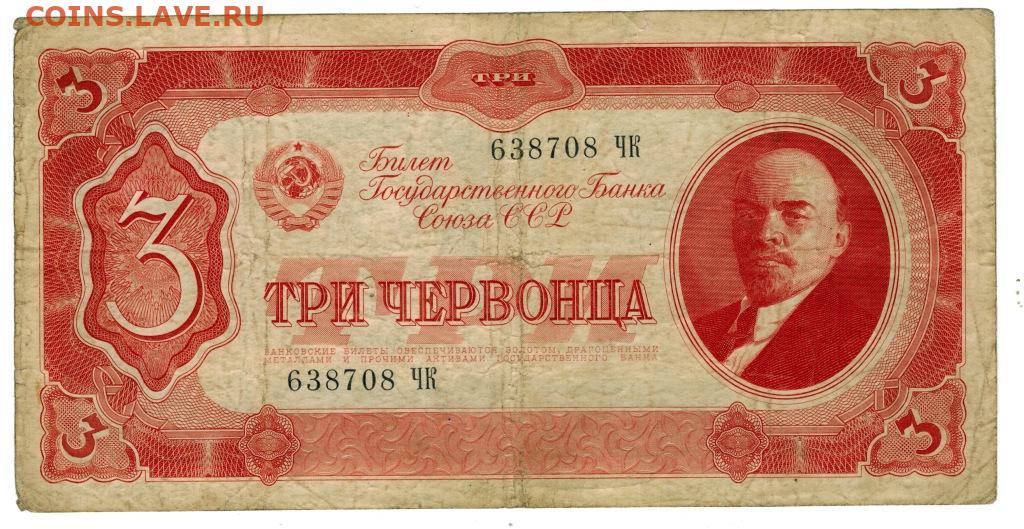 COINS.LAVE.RU
3
ТРИ
3
638708 ЧК
Билет
Государственного Банка
Союза ССР
3
ТРИ
ТРИ ЧЕРВОНЦА
БАНКОВСКИЕ БИЛЕТЫ ОБЕСПЕЧИВАЮТСЯ ЗОЛОТОМ, ДРАГОЦЕННЫМИ
МЕТАЛЛАМИ И ПРОЧИМИ АКТИВАМИ ГОСУДАРСТВЕННОГО БАНКА
638708 ЧК
3
3